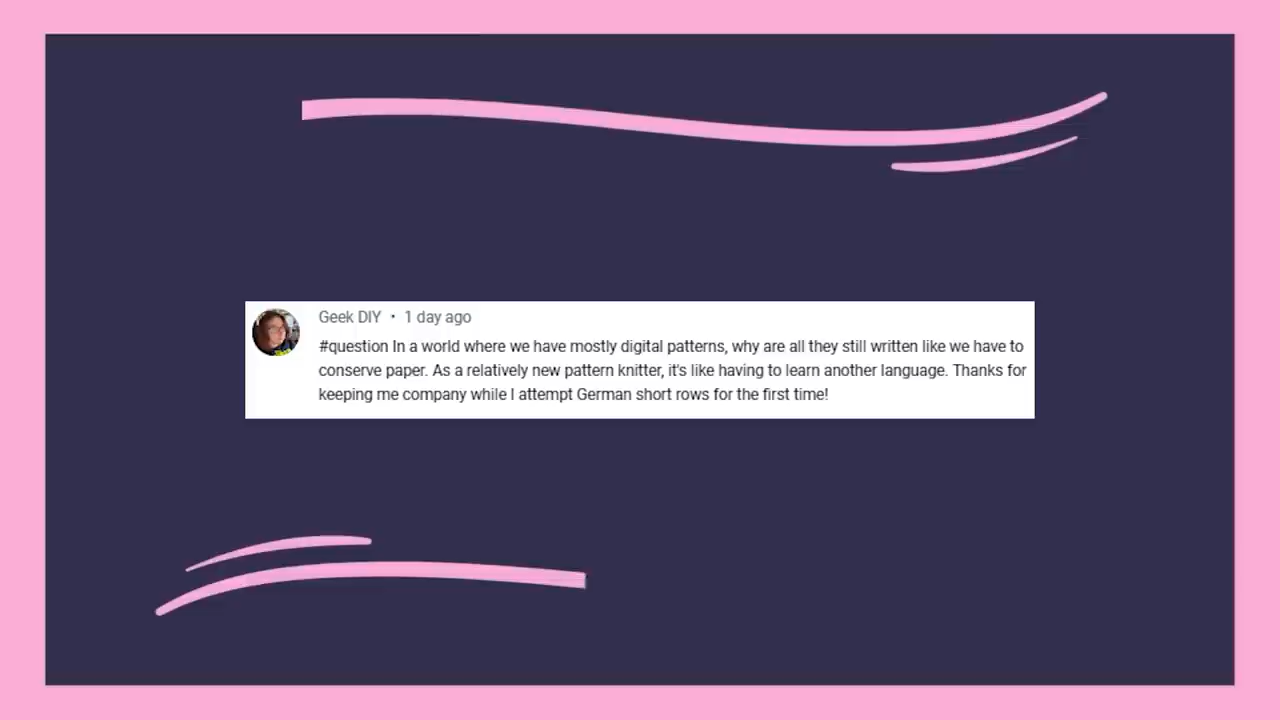 Geek DIY • 1 day ago
#question In a world where we have mostly digital patterns, why are all they still written like we have to
conserve paper. As a relatively new pattern knitter, it's like having to learn another language. Thanks for
keeping me company while I attempt German short rows for the first time!